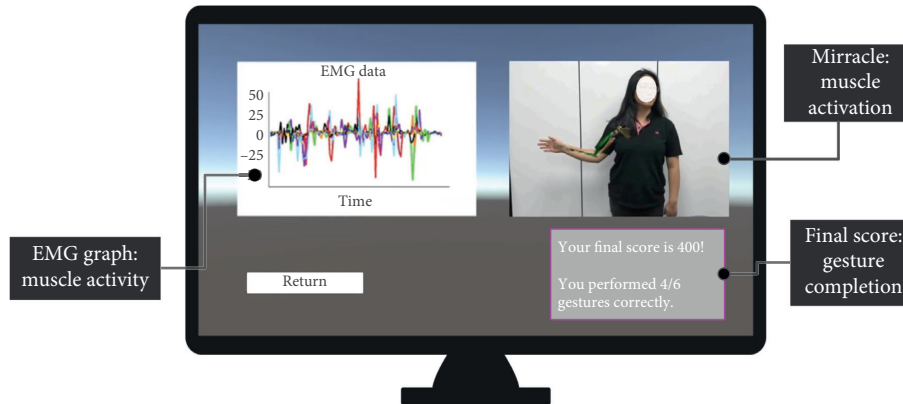 EMG data
50
25
0
−25
Time
Mirracle:
muscle
activation
EMG graph:
muscle activity
Return
Your final score is 400!
You performed 4/6
gestures correctly.
Final score:
gesture
completion